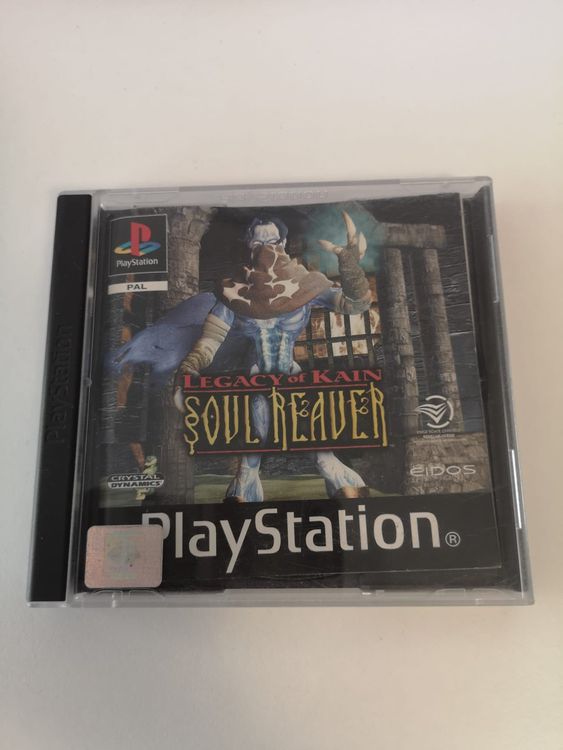 PlayStation
PAL
PlayStation
LEGACY OF KAIN
SOUL REAVER
EIDOS
CRYSTAL
DYNAMICS
PlayStation®